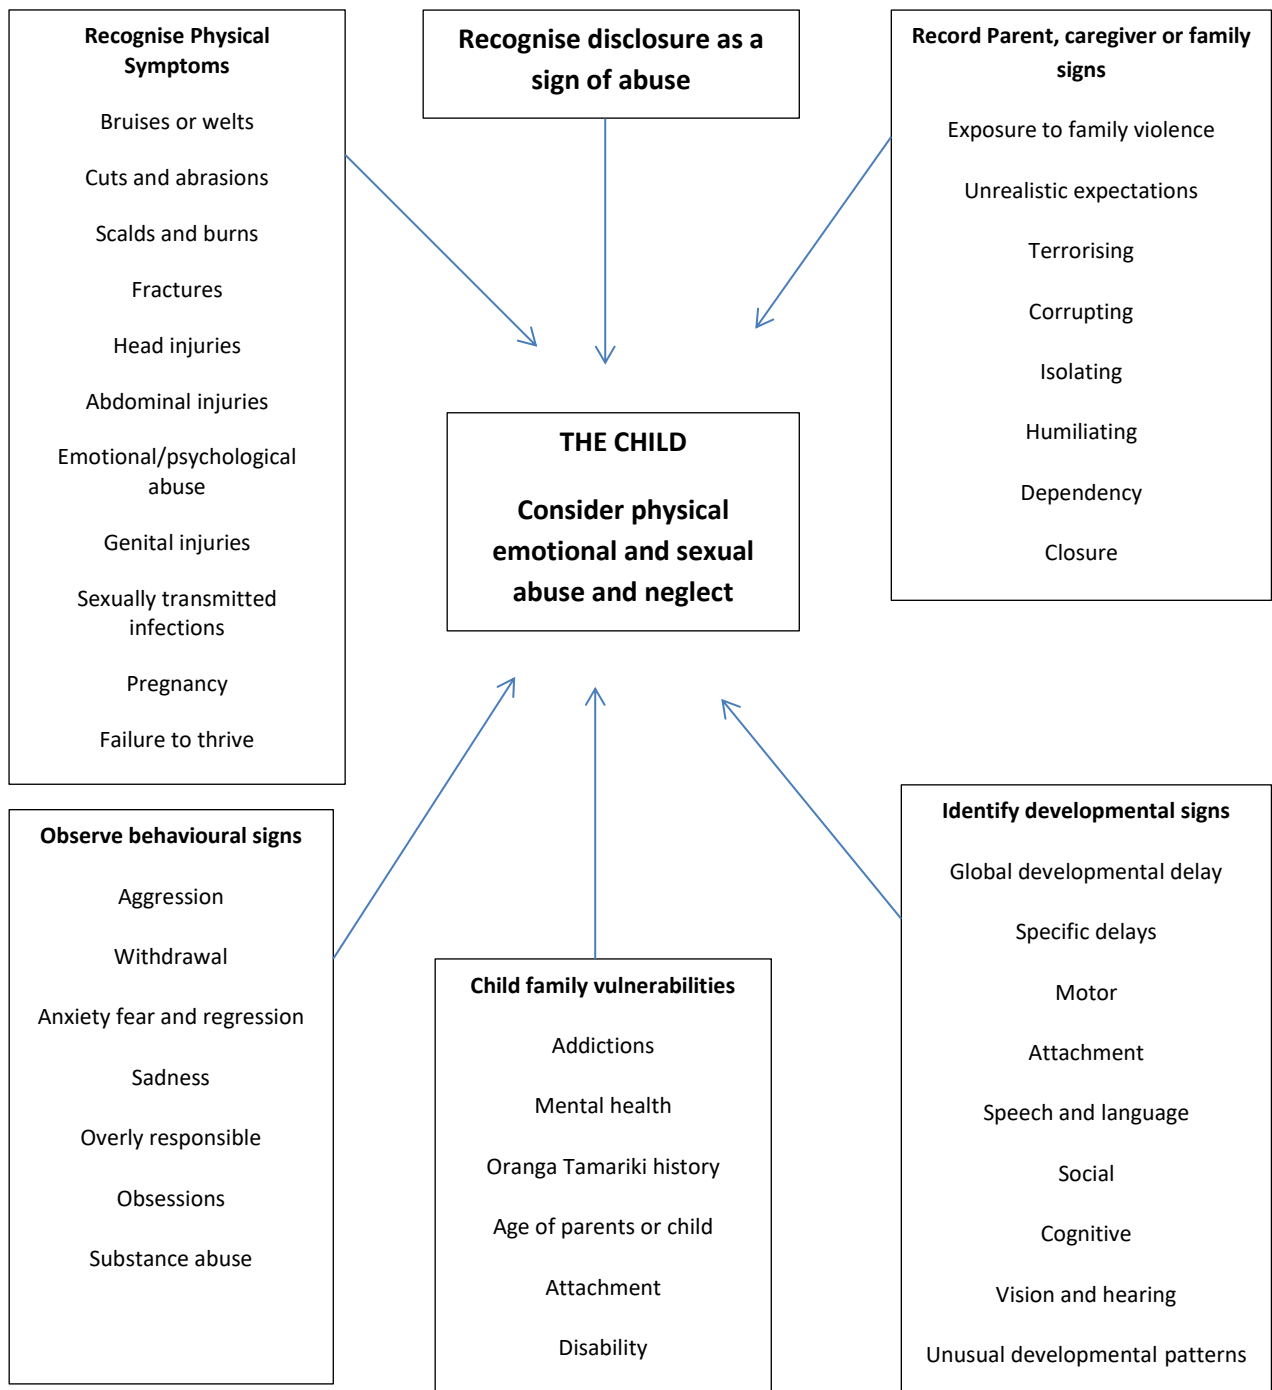 Recognise Physical
Symptoms
Bruises or welts
Cuts and abrasions
Scalds and burns
Fractures
Head injuries
Abdominal injuries
Emotional/psychological
abuse
Genital injuries
Sexually transmitted
infections
Pregnancy
Failure to thrive
Recognise disclosure as a
sign of abuse
Record Parent, caregiver or family
signs
Exposure to family violence
Unrealistic expectations
Terrorising
Corrupting
Isolating
Humiliating
Dependency
Closure
THE CHILD
Consider physical
emotional and sexual
abuse and neglect
Observe behavioural signs
Aggression
Withdrawal
Anxiety fear and regression
Sadness
Overly responsible
Obsessions
Substance abuse
Child family vulnerabilities
Addictions
Mental health
Oranga Tamariki history
Age of parents or child
Attachment
Disability
Identify developmental signs
Global developmental delay
Specific delays
Motor
Attachment
Speech and language
Social
Cognitive
Vision and hearing
Unusual developmental patterns